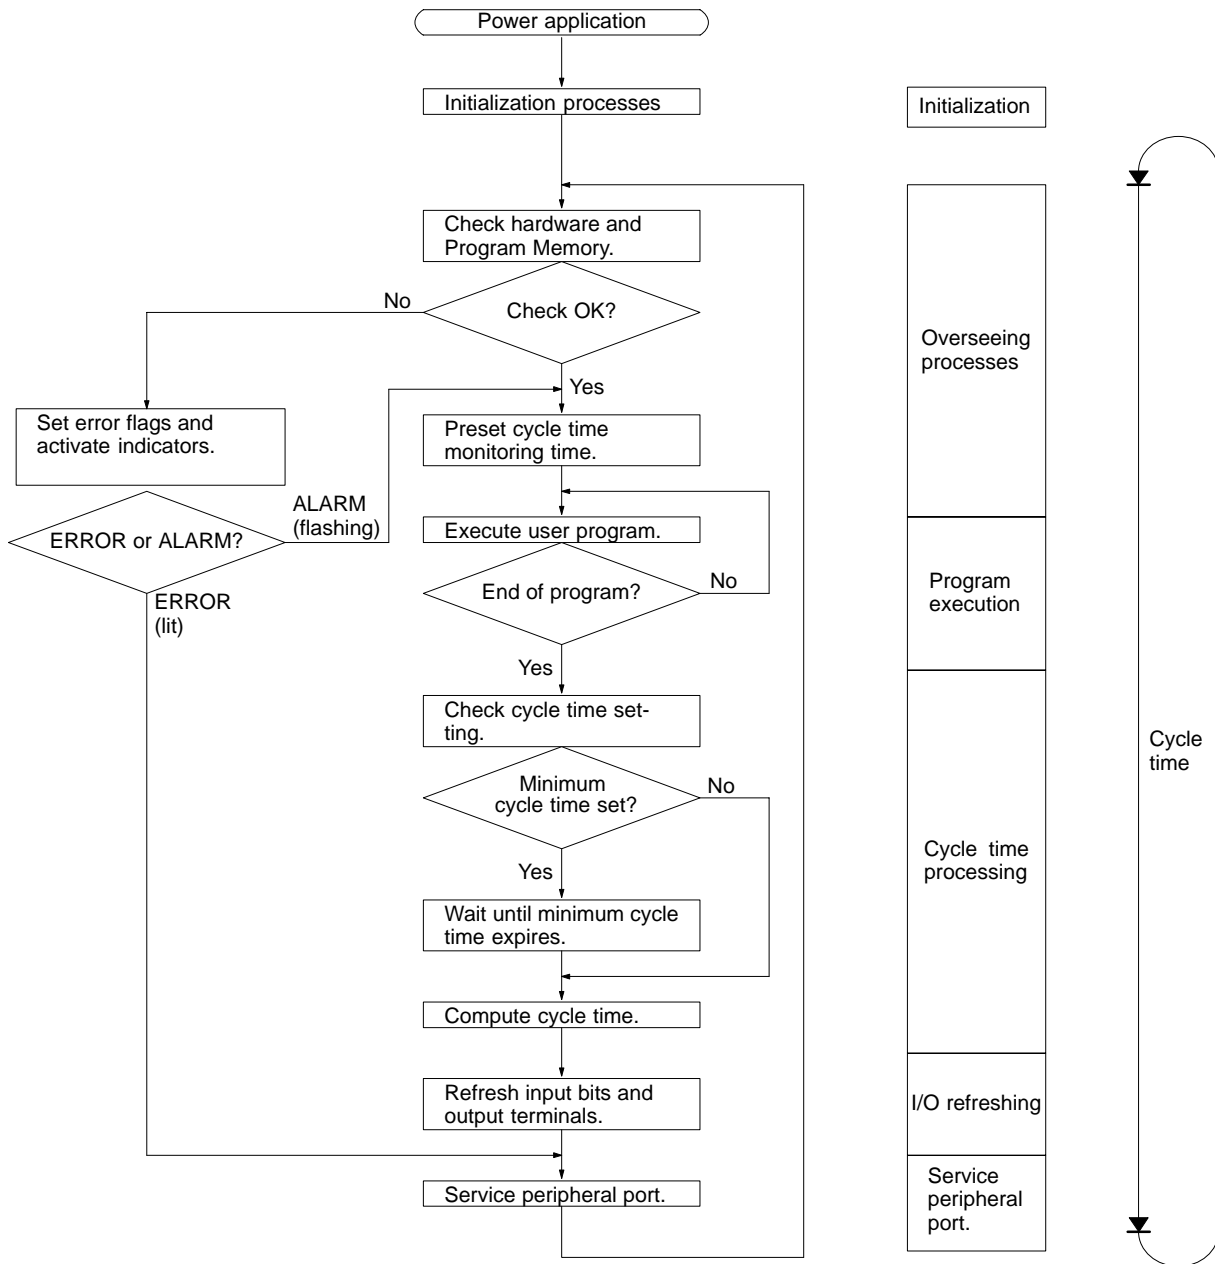 Power application
Initialization processes
Initialization
Check hardware and
Program Memory.
No
Check OK?
Overseeing
processes
Yes
Set error flags and
activate indicators.
Preset cycle time
monitoring time.
ALARM
(flashing)
ERROR or ALARM?
Execute user program.
No
End of program?
Program
execution
ERROR
(lit)
Yes
Check cycle time set-
ting.
Cycle
time
Minimum
cycle time set?
No
Cycle time
processing
Yes
Wait until minimum cycle
time expires.
Compute cycle time.
Refresh input bits and
output terminals.
I/O refreshing
Service peripheral port.
Service
peripheral
port.